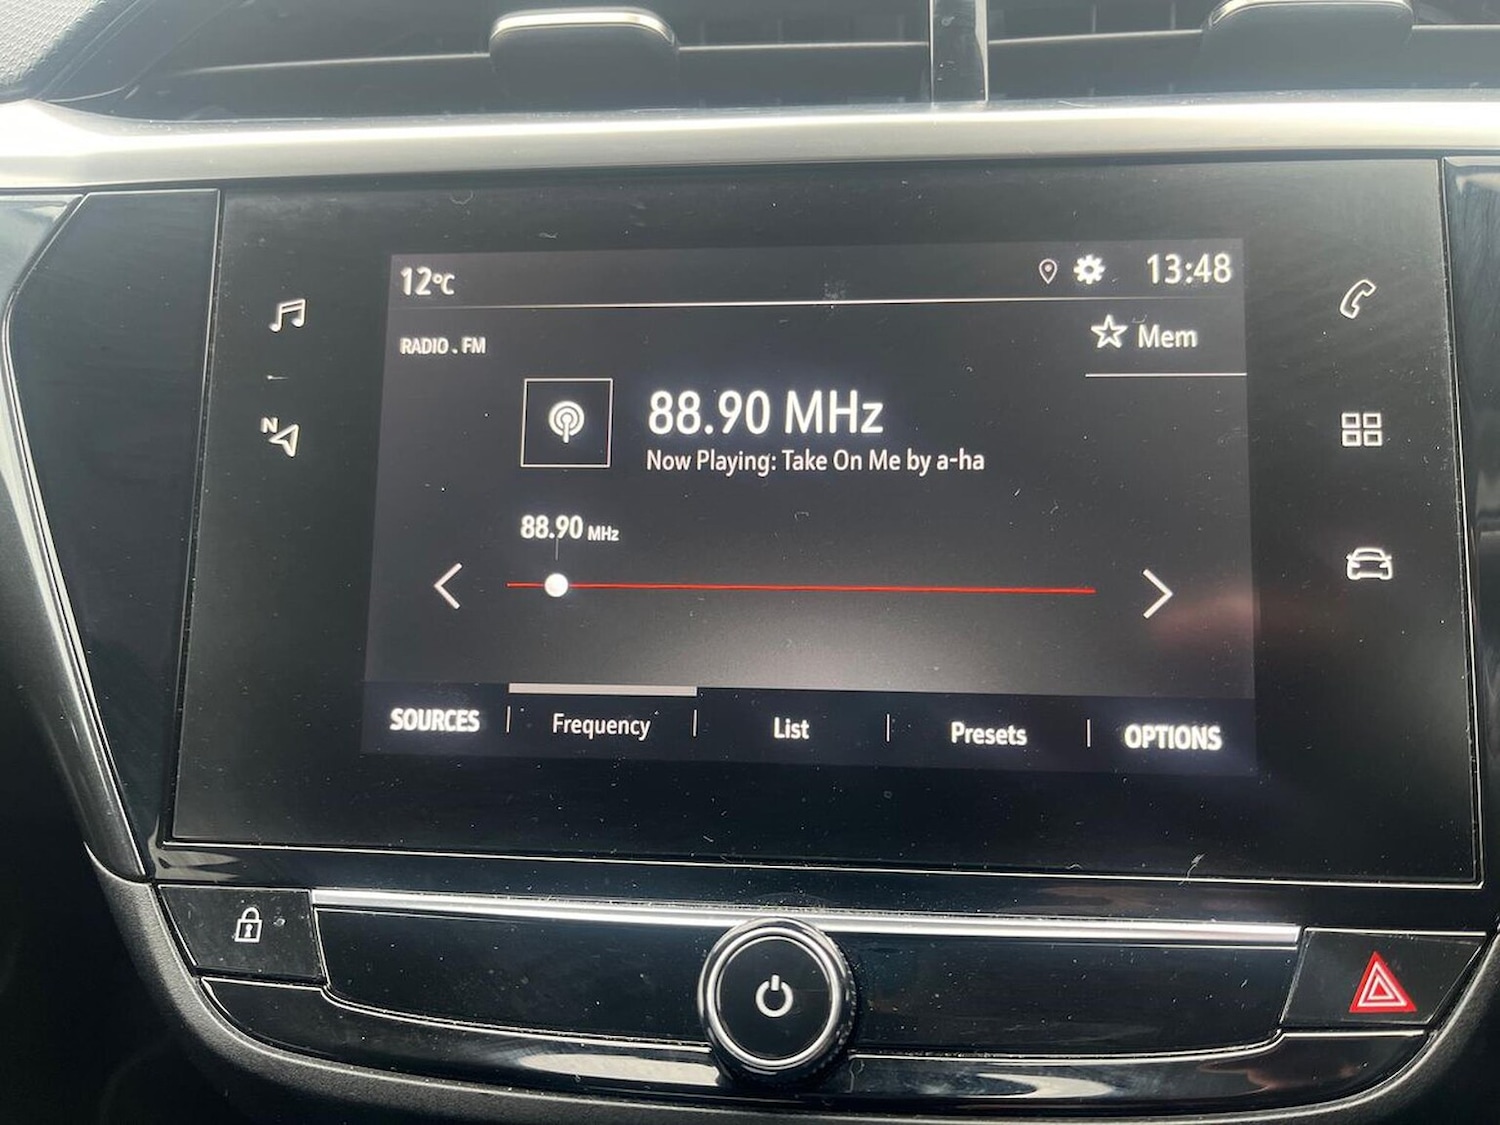 12°C 13:48
RADIO . FM
Mem
88.90 MHz
Now Playing: Take On Me by a-ha
88.90 MHz
N
SOURCES Frequency List Presets OPTIONS